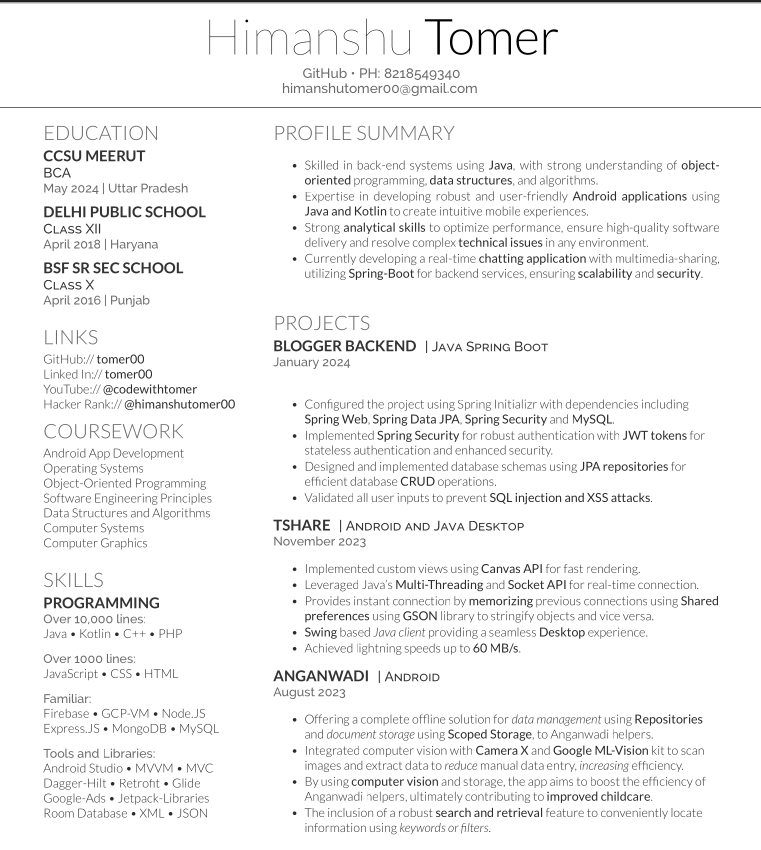 Himanshu Tomer
GitHub • PH: 8218549340
himanshutomer00@gmail.com
EDUCATION
CCSU MEERUT
BCA
May 2024 | Uttar Pradesh
DELHI PUBLIC SCHOOL
Class XII
April 2018 | Haryana
BSF SR SEC SCHOOL
Class X
April 2016 | Punjab
LINKS
GitHub:// tomer00
Linked In:// tomer00
YouTube:// @codewithtomer
Hacker Rank:// @himanshutomer00
COURSEWORK
Android App Development
Operating Systems
Object-Oriented Programming
Software Engineering Principles
Data Structures and Algorithms
Computer Systems
Computer Graphics
SKILLS
PROGRAMMING
Over 10,000 lines:
Java • Kotlin • C++ • PHP
Over 1000 lines:
JavaScript • CSS • HTML
Familiar:
Firebase • GCP-VM • Node.JS
Express.JS • MongoDB • MySQL
Tools and Libraries:
Android Studio • MVVM • MVC
Dagger-Hilt • Retrofit • Glide
Google-Ads • Jetpack-Libraries
Room Database • XML • JSON
PROFILE SUMMARY
• Skilled in back-end systems using Java, with strong understanding of object-
oriented programming, data structures, and algorithms.
• Expertise in developing robust and user-friendly Android applications using
Java and Kotlin to create intuitive mobile experiences.
• Strong analytical skills to optimize performance, ensure high-quality software
delivery and resolve complex technical issues in any environment.
• Currently developing a real-time chatting application with multimedia-sharing,
utilizing Spring-Boot for backend services, ensuring scalability and security.
PROJECTS
BLOGGER BACKEND | Java Spring Boot
January 2024
• Configured the project using Spring Initializr with dependencies including
Spring Web, Spring Data JPA, Spring Security and MySQL.
• Implemented Spring Security for robust authentication with JWT tokens for
stateless authentication and enhanced security.
• Designed and implemented database schemas using JPA repositories for
efficient database CRUD operations.
• Validated all user inputs to prevent SQL injection and XSS attacks.
TSHARE | Android and Java Desktop
November 2023
• Implemented custom views using Canvas API for fast rendering.
• Leveraged Java's Multi-Threading and Socket API for real-time connection.
• Provides instant connection by memorizing previous connections using Shared
preferences using GSON library to stringify objects and vice versa.
• Swing based Java client providing a seamless Desktop experience.
• Achieved lightning speeds up to 60 MB/s.
ANGANWADI | Android
August 2023
• Offering a complete offline solution for data management using Repositories
and document storage using Scoped Storage, to Anganwadi helpers.
• Integrated computer vision with Camera X and Google ML-Vision kit to scan
images and extract data to reduce manual data entry, increasing efficiency.
• By using computer vision and storage, the app aims to boost the efficiency of
Anganwadi helpers, ultimately contributing to improved childcare.
• The inclusion of a robust search and retrieval feature to conveniently locate
information using keywords or filters.